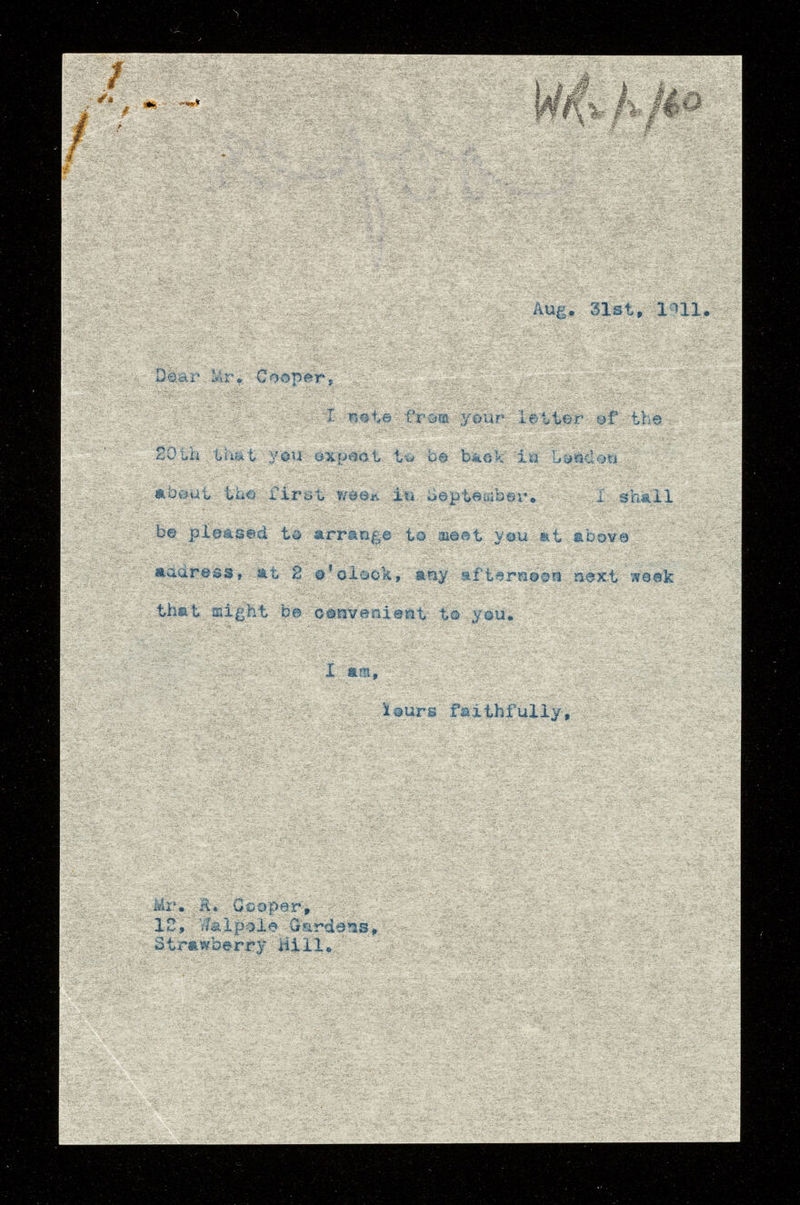 WR2/2/60
Aug. 31st, 1911.
Dear Mr. Cooper,
I note from your letter of the
20th that you expect to be back in London
about the first week in September. I shall
be pleased to arrange to meet you at above
address, at 2 o'clock, any afternoon next week
that might be convenient to you.
I am,
Yours faithfully,
Mr. R. Cooper,
12, Walpole Gardens,
Strawberry Hill.